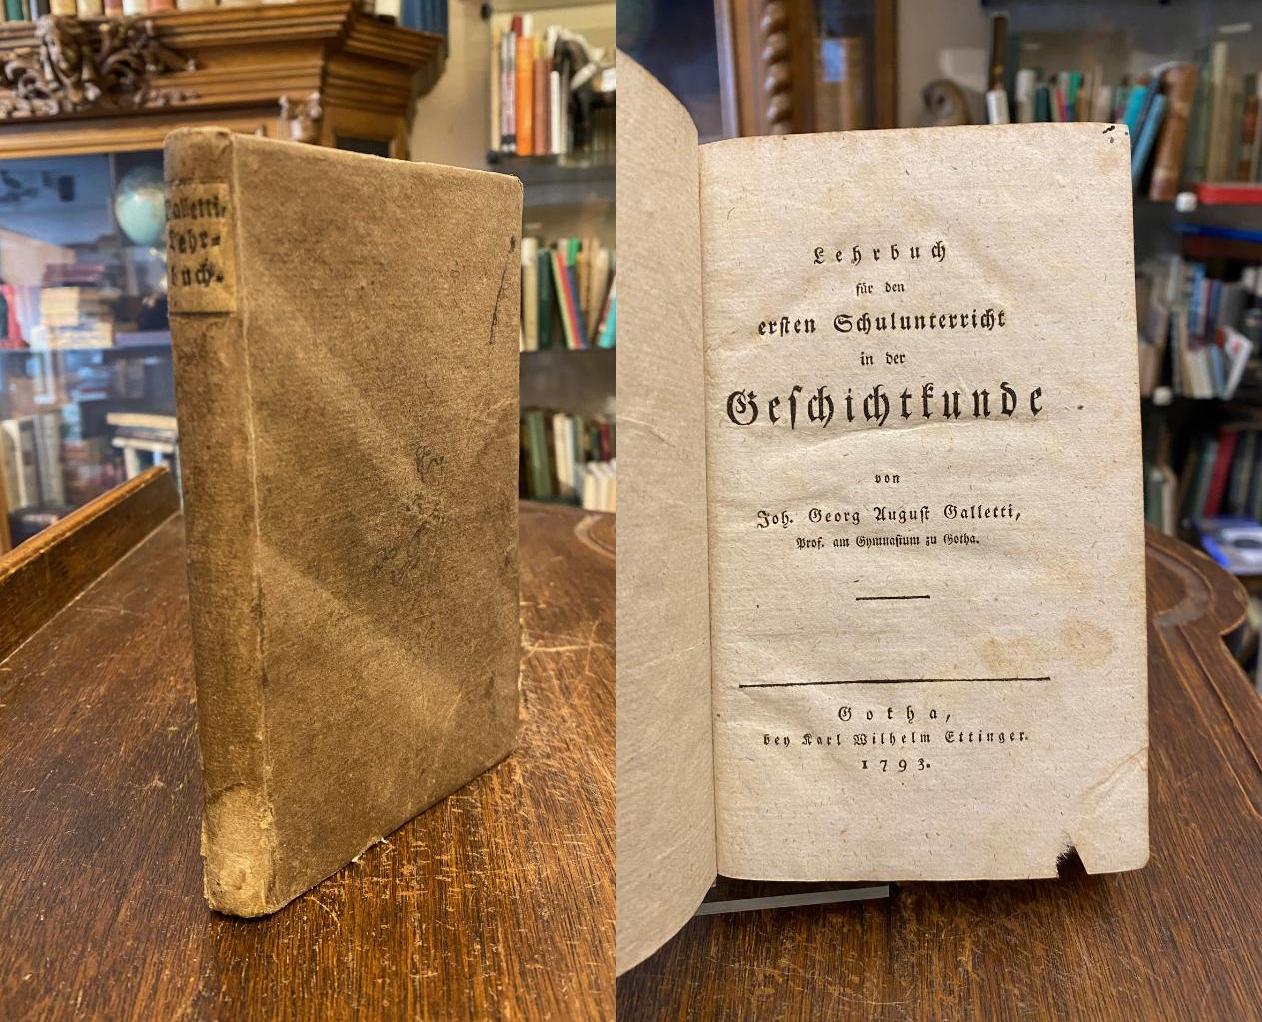 Galletti,
Lehr=
buch.
Lehrbuch
für den
erſten Schulunterricht
in der
Geſchichtkunde
von
Joh. Georg Auguſt Galletti,
Prof. am Gymnaſium zu Gotha.
Gotha,
bey Karl Wilhelm Ettinger.
1793.